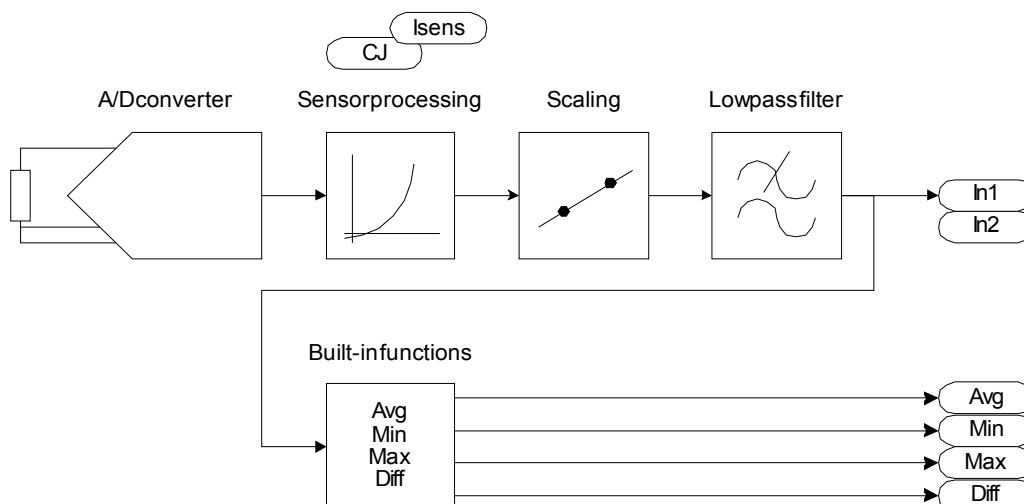 Isens
CJ
A/Dconverter
Sensorprocessing
Scaling
Lowpassfilter
In1
In2
Built-infunctions
Avg
Min
Max
Diff
Avg
Min
Max
Diff